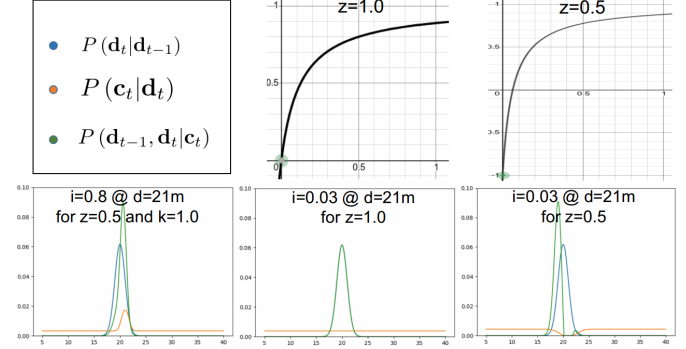 P (d_t|d_{t−1})
P (c_t|d_t)
P (d_{t−1}, d_t|c_t)
z=1.0
1
0.5
0
0.5
1
z=0.5
1
0.5
0
0.5
1
0.5
-1
i=0.8 @ d=21m
for z=0.5 and k=1.0
0.10
0.08
0.06
0.04
0.02
0.00
5 10 15 20 25 30 35 40
i=0.03 @ d=21m
for z=1.0
0.10
0.08
0.06
0.04
0.02
0.00
5 10 15 20 25 30 35 40
i=0.03 @ d=21m
for z=0.5
0.10
0.08
0.06
0.04
0.02
0.00
5 10 15 20 25 30 35 40